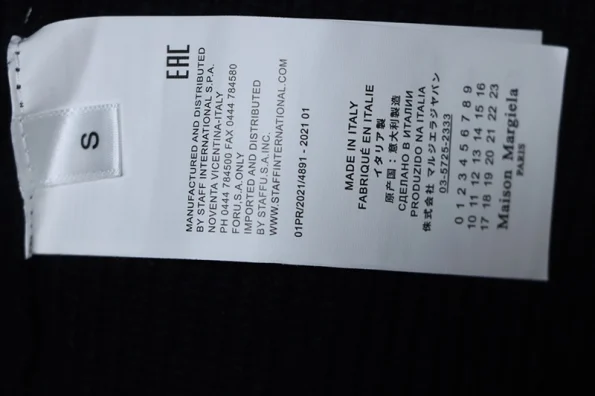 S
EAC
MANUFACTURED AND DISTRIBUTED
BY STAFF INTERNATIONAL S.P.A.
NOVENTA VICENTINA-ITALY
PH 0444 784500 FAX 0444 784580
FORU,S.A.ONLY
IMPORTED AND DISTRIBUTED
BY STAFFU.S.A.INC.
WWW.STAFFINTERNATIONAL.COM
01PR/2021/4891 - 2021 01
MADE IN ITALY
FABRIQUÉ EN ITALIE
イタリア製
原产国:意大利制造
СДЕЛАНО В ИТАЛИИ
PRODUZIDO NA ITALIA
株式会社 マルジエラジャパン
03-5725-2333
0 1 2 3 4 5 6 7 8 9
10 11 12 13 14 15 16
17 18 19 20 21 22 23
Maison Margiela
PARIS